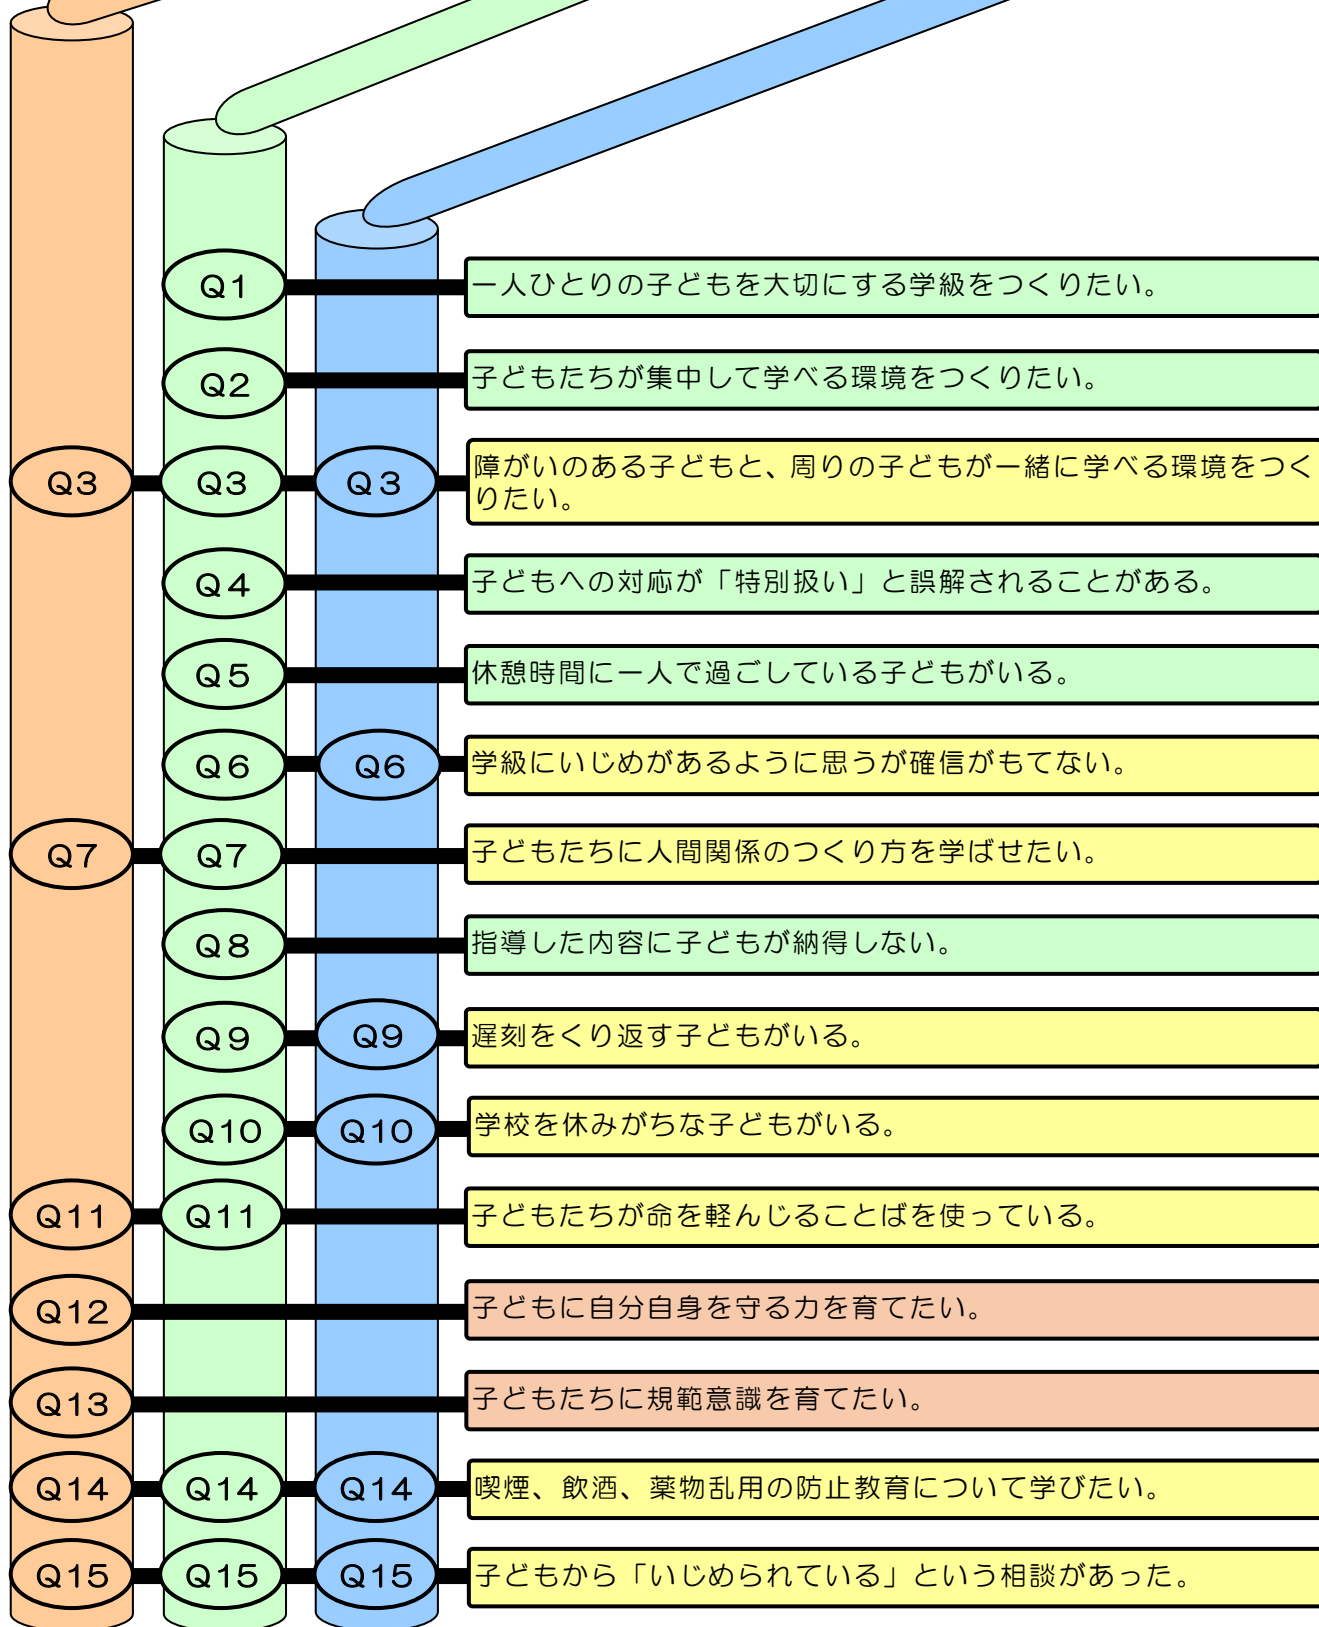 Q1 一人ひとりの子どもを大切にする学級をつくりたい。
Q2 子どもたちが集中して学べる環境をつくりたい。
Q3 Q3 Q3 障がいのある子どもと、周りの子どもが一緒に学べる環境をつく
りたい。
Q4 子どもへの対応が「特別扱い」と誤解されることがある。
Q5 休憩時間に一人で過ごしている子どもがいる。
Q6 Q6 学級にいじめがあるように思うが確信がもてない。
Q7 Q7 子どもたちに人間関係のつくり方を学ばせたい。
Q8 指導した内容に子どもが納得しない。
Q9 Q9 遅刻をくり返す子どもがいる。
Q10 Q10 学校を休みがちな子どもがいる。
Q11 Q11 子どもたちが命を軽んじることばを使っている。
Q12 子どもに自分自身を守る力を育てたい。
Q13 子どもたちに規範意識を育てたい。
Q14 Q14 Q14 喫煙、飲酒、薬物乱用の防止教育について学びたい。
Q15 Q15 Q15 子どもから「いじめられている」という相談があった。